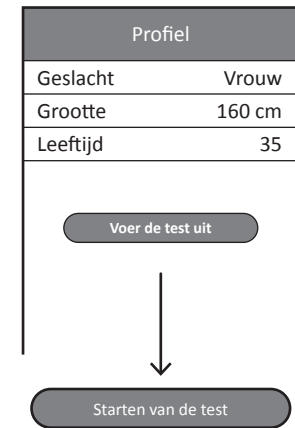 Profiel
Geslacht Vrouw
Grootte 160 cm
Leeftijd 35
Voer de test uit
Starten van de test